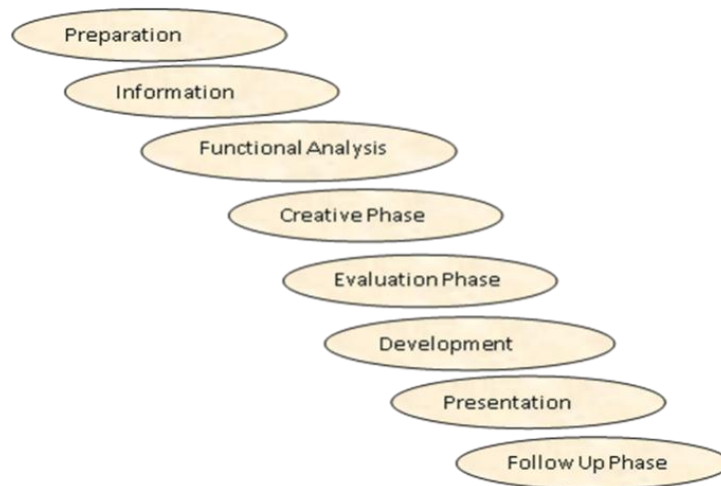 Preparation
Information
Functional Analysis
Creative Phase
Evaluation Phase
Development
Presentation
Follow Up Phase